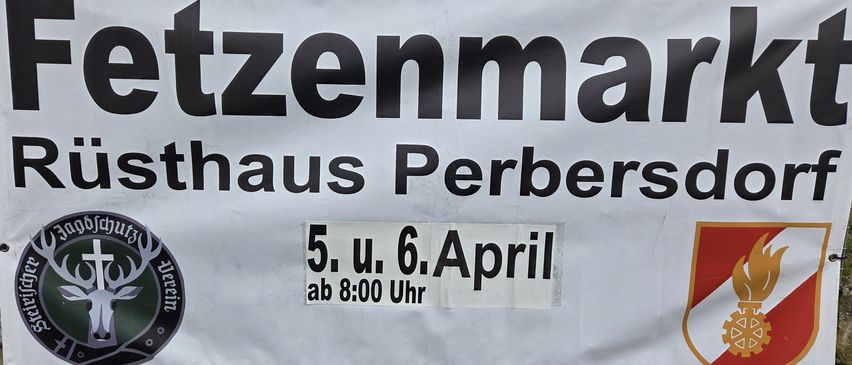 Fetzenmarkt
Rüsthaus Perbersdorf
5. u. 6. April
ab 8:00 Uhr
Steirischer Jagdschutz Verein